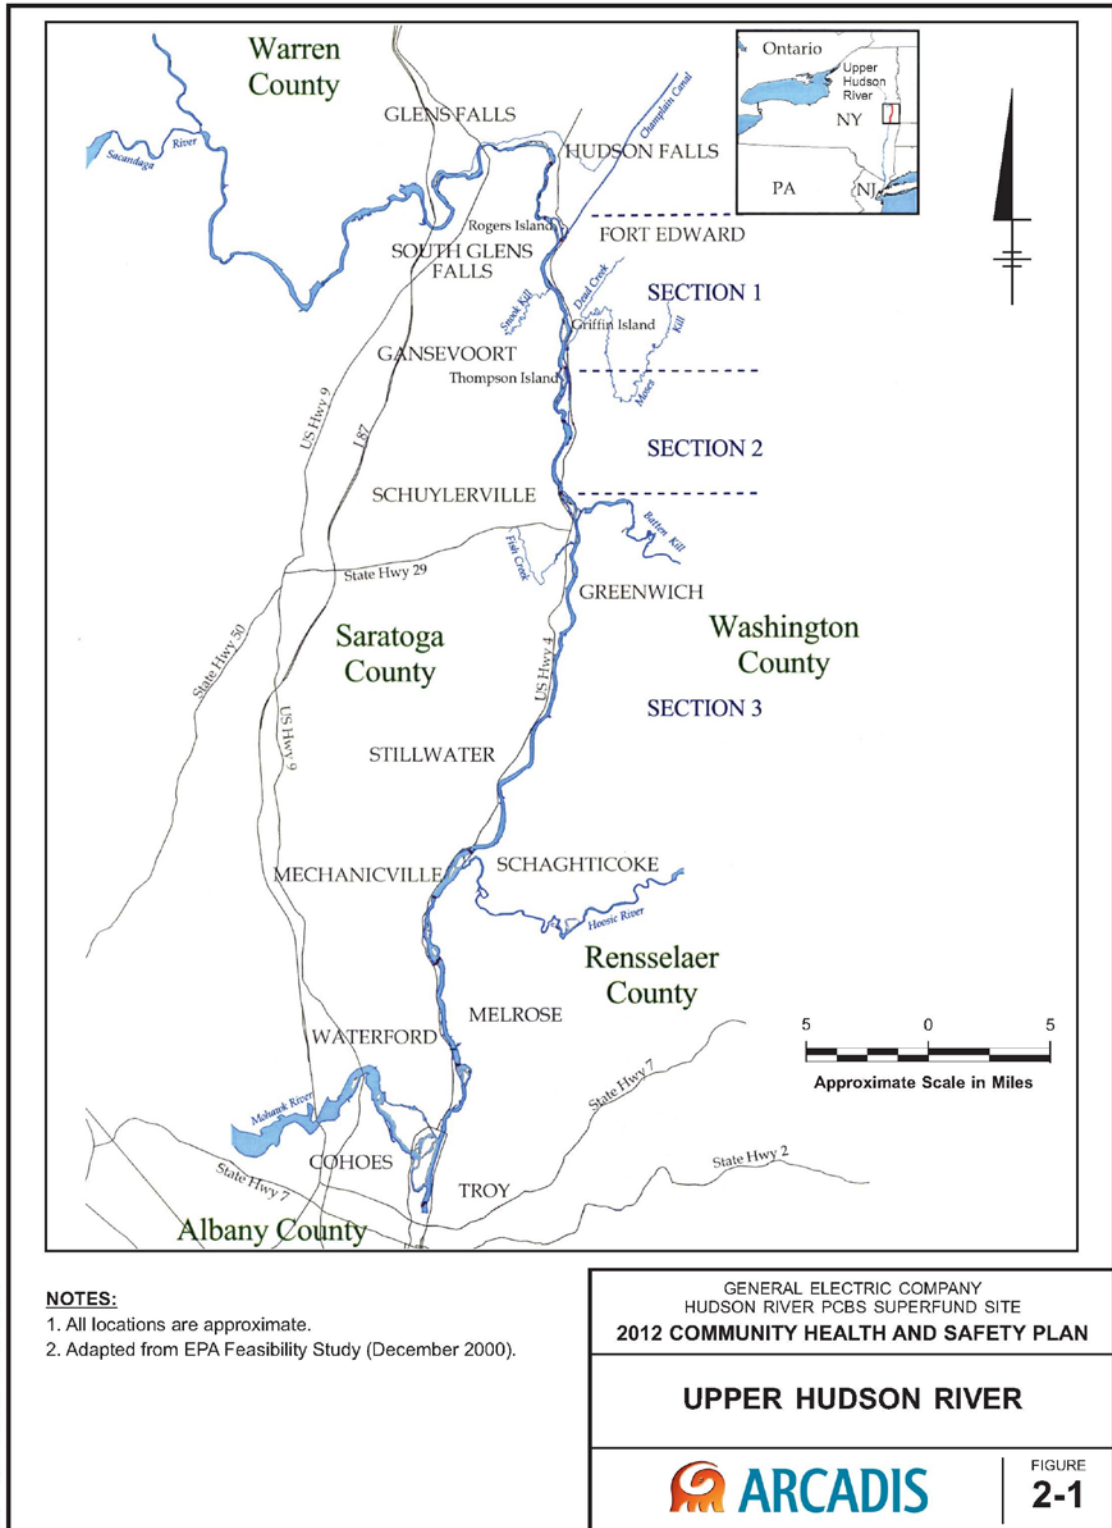 Warren
County
GLENS FALLS
Champlain Canal
HUDSON FALLS
Ontario
Upper
Hudson
River
NY
PA
NJ
Sacandaga River
Rogers Island
FORT EDWARD
SOUTH GLENS
FALLS
Dead Creek
SECTION 1
Snook Kill
Griffin Island
GANSEVOORT
Thompson Island
Moses Kill
US Hwy 9
I 87
SECTION 2
SCHUYLERVILLE
Batten Kill
Fish Creek
State Hwy 29
GREENWICH
Saratoga
County
Washington
County
State Hwy 50
US Hwy 4
SECTION 3
US Hwy 9
STILLWATER
SCHAGHTICOKE
MECHANICVILLE
Hoosic River
Rensselaer
County
MELROSE
WATERFORD
5 0 5
Approximate Scale in Miles
State Hwy 7
Mohawk River
State Hwy 2
COHOES
State Hwy 7
TROY
Albany County
NOTES:
1. All locations are approximate.
2. Adapted from EPA Feasibility Study (December 2000).
GENERAL ELECTRIC COMPANY
HUDSON RIVER PCBS SUPERFUND SITE
2012 COMMUNITY HEALTH AND SAFETY PLAN
UPPER HUDSON RIVER
ARCADIS
FIGURE
2-1